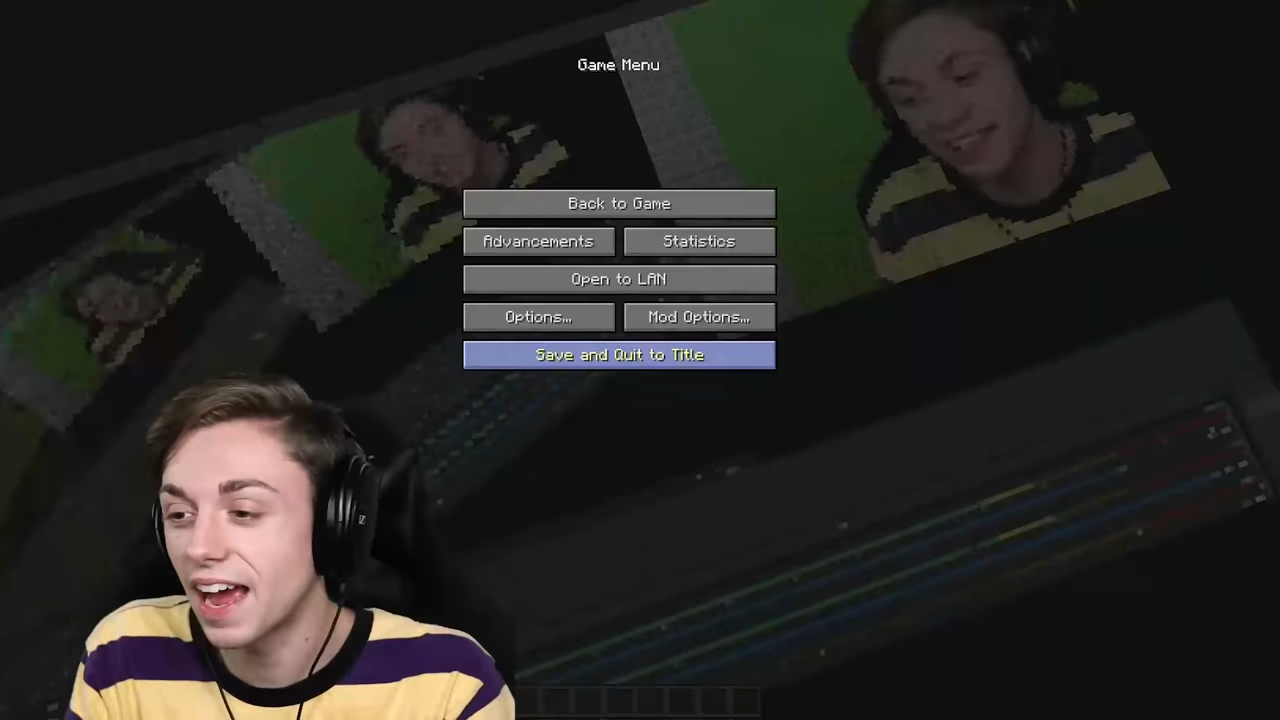 Game Menu
Back to Game
Advancements
Statistics
Open to LAN
Options...
Mod Options...
Save and Quit to Title